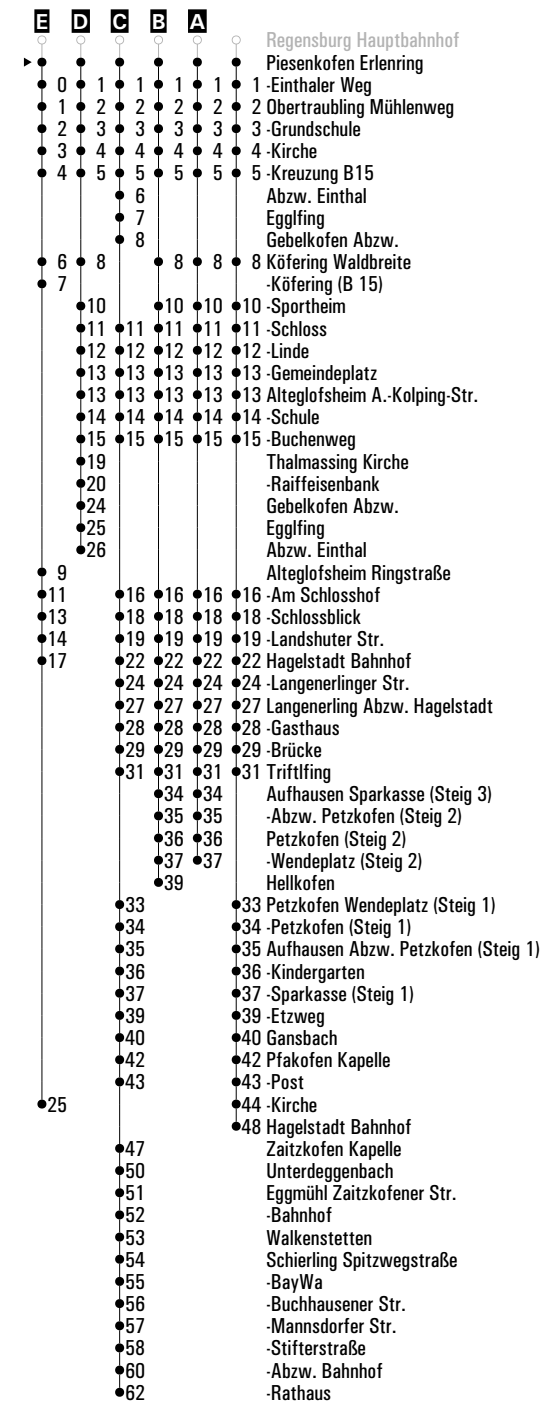 E D C B A
Regensburg Hauptbahnhof
Piesenkofen Erlenring
0 1 1 1 1 1 -Einthaler Weg
1 2 2 2 2 2 Obertraubling Mühlenweg
2 3 3 3 3 3 -Grundschule
3 4 4 4 4 4 -Kirche
4 5 5 5 5 5 -Kreuzung B15
6 Abzw. Einthal
7 Egglfing
8 Gebelkofen Abzw.
6 8 8 8 8 Köfering Waldbreite
7 -Köfering (B 15)
10 10 10 10 -Sportheim
11 11 11 11 11 -Schloss
12 12 12 12 12 -Linde
13 13 13 13 13 -Gemeindeplatz
13 13 13 13 13 Alteglofsheim A.-Kolping-Str.
14 14 14 14 14 -Schule
15 15 15 15 15 -Buchenweg
19 Thalmassing Kirche
20 -Raiffeisenbank
24 Gebelkofen Abzw.
25 Egglfing
26 Abzw. Einthal
9 Alteglofsheim Ringstraße
11 16 16 16 16 -Am Schlosshof
13 18 18 18 18 -Schlossblick
14 19 19 19 19 -Landshuter Str.
17 22 22 22 22 Hagelstadt Bahnhof
24 24 24 24 -Langenerlinger Str.
27 27 27 27 Langenerling Abzw. Hagelstadt
28 28 28 28 -Gasthaus
29 29 29 29 -Brücke
31 31 31 31 Triftlfing
34 34 Aufhausen Sparkasse (Steig 3)
35 35 -Abzw. Petzkofen (Steig 2)
36 36 Petzkofen (Steig 2)
37 37 -Wendeplatz (Steig 2)
39 Hellkofen
33 33 Petzkofen Wendeplatz (Steig 1)
34 34 -Petzkofen (Steig 1)
35 35 Aufhausen Abzw. Petzkofen (Steig 1)
36 36 -Kindergarten
37 37 -Sparkasse (Steig 1)
39 39 -Etzweg
40 40 Gansbach
42 42 Pfakofen Kapelle
43 43 -Post
25 44 -Kirche
48 Hagelstadt Bahnhof
47 Zaitzkofen Kapelle
50 Unterdeggenbach
51 Eggmühl Zaitzkofener Str.
52 -Bahnhof
53 Walkenstetten
54 Schierling Spitzwegstraße
55 -BayWa
56 -Buchhausener Str.
57 -Mannsdorfer Str.
58 -Stifterstraße
60 -Abzw. Bahnhof
62 -Rathaus